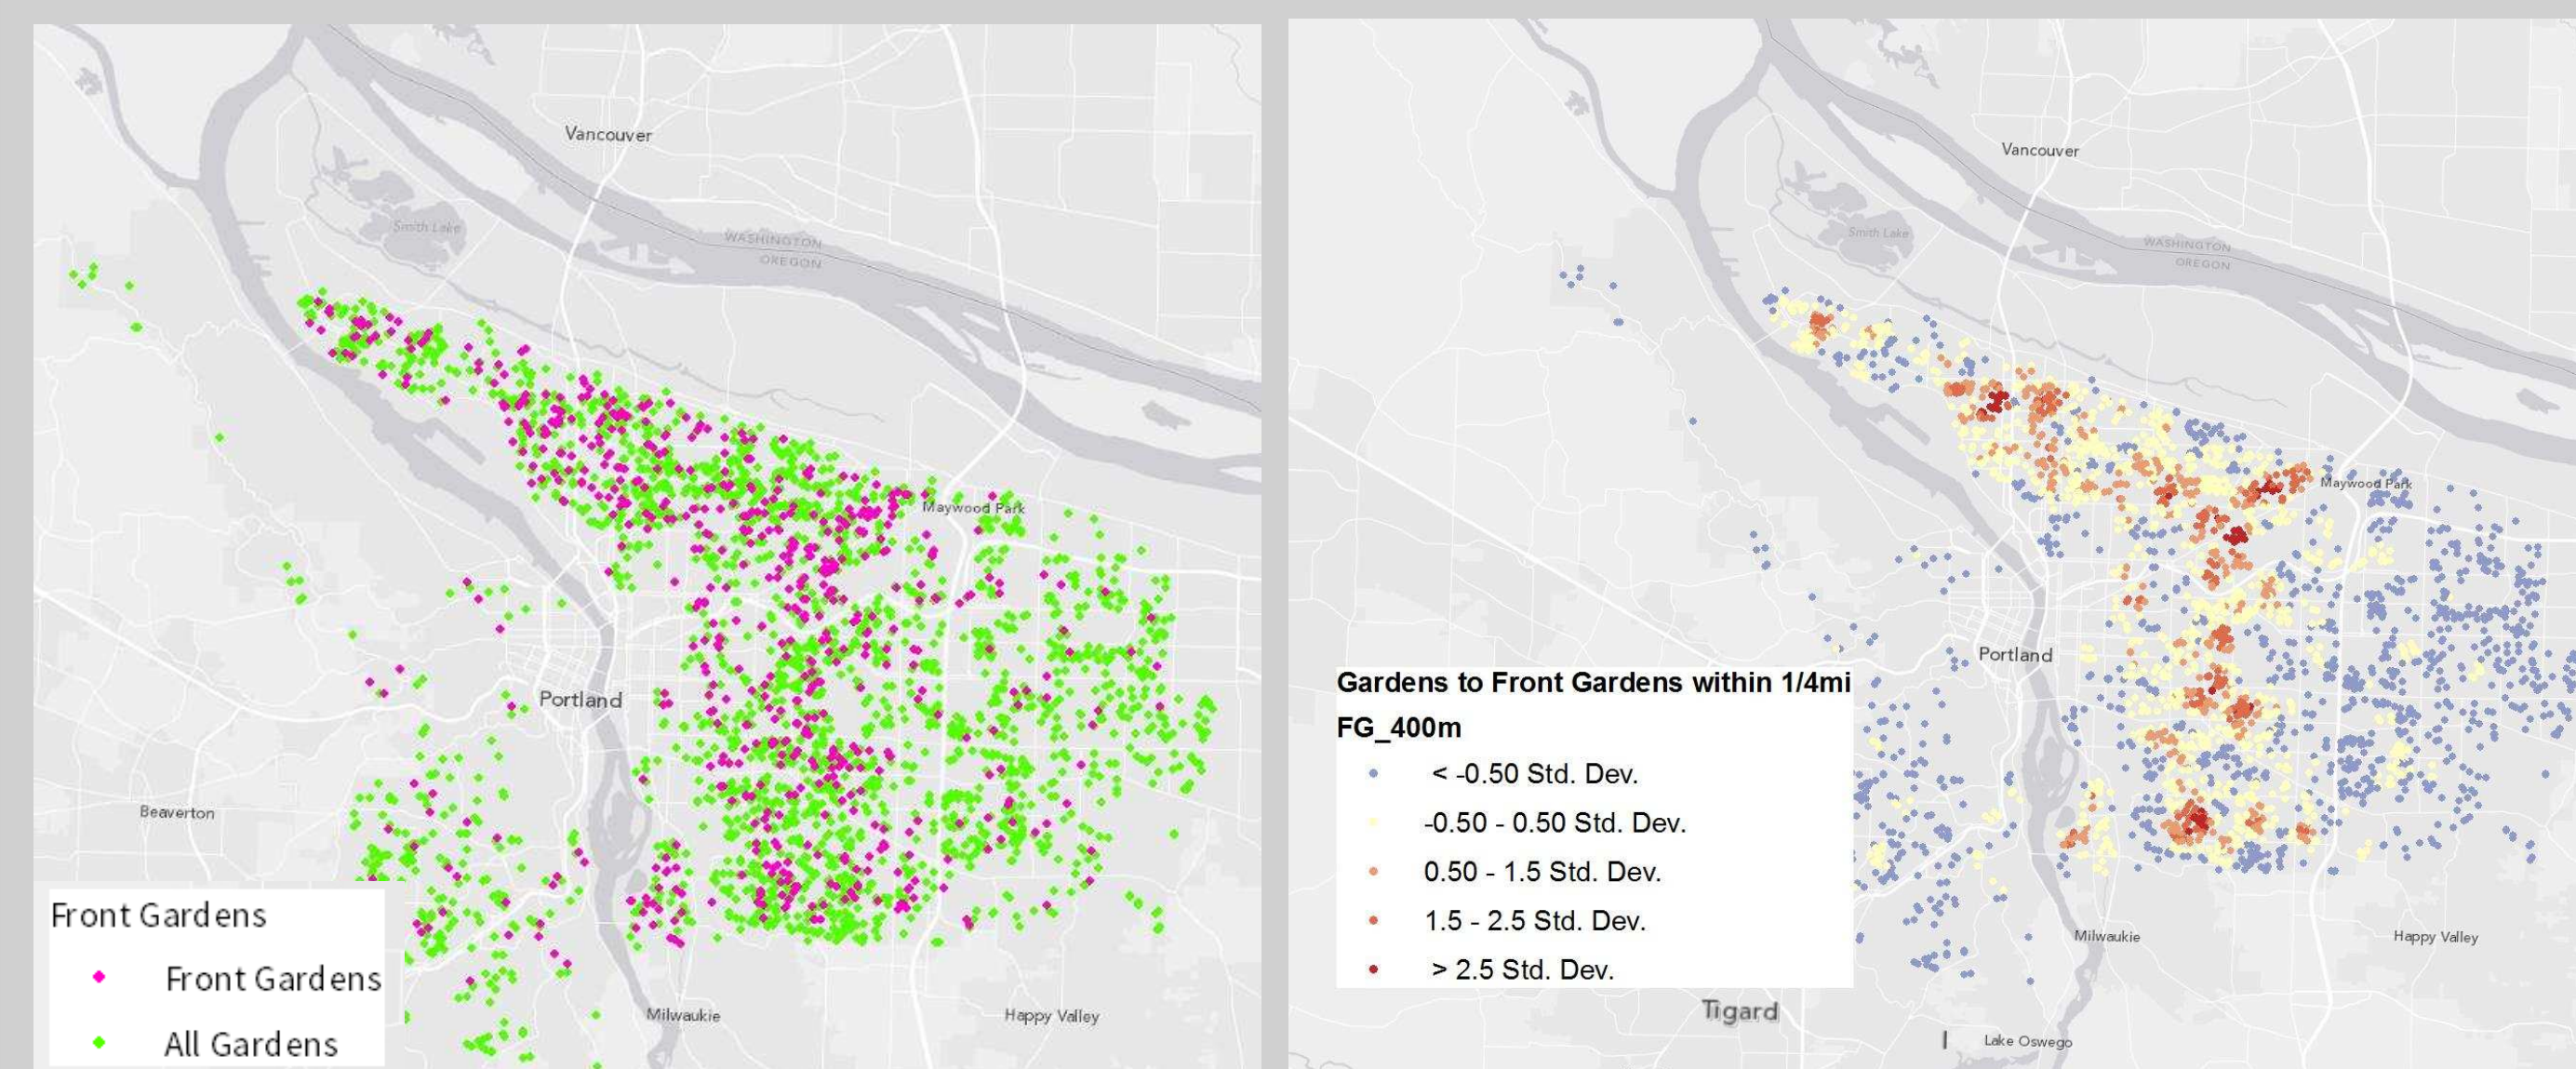 Vancouver
Smith Lake
WASHINGTON
OREGON
Maywood Park
Portland
Beaverton
Milwaukie
Happy Valley
Front Gardens
Front Gardens
All Gardens
Vancouver
Smith Lake
WASHINGTON
OREGON
Maywood Park
Portland
Gardens to Front Gardens within 1/4mi
FG_400m
< -0.50 Std. Dev.
-0.50 - 0.50 Std. Dev.
0.50 - 1.5 Std. Dev.
1.5 - 2.5 Std. Dev.
> 2.5 Std. Dev.
Milwaukie
Happy Valley
Tigard
Lake Oswego